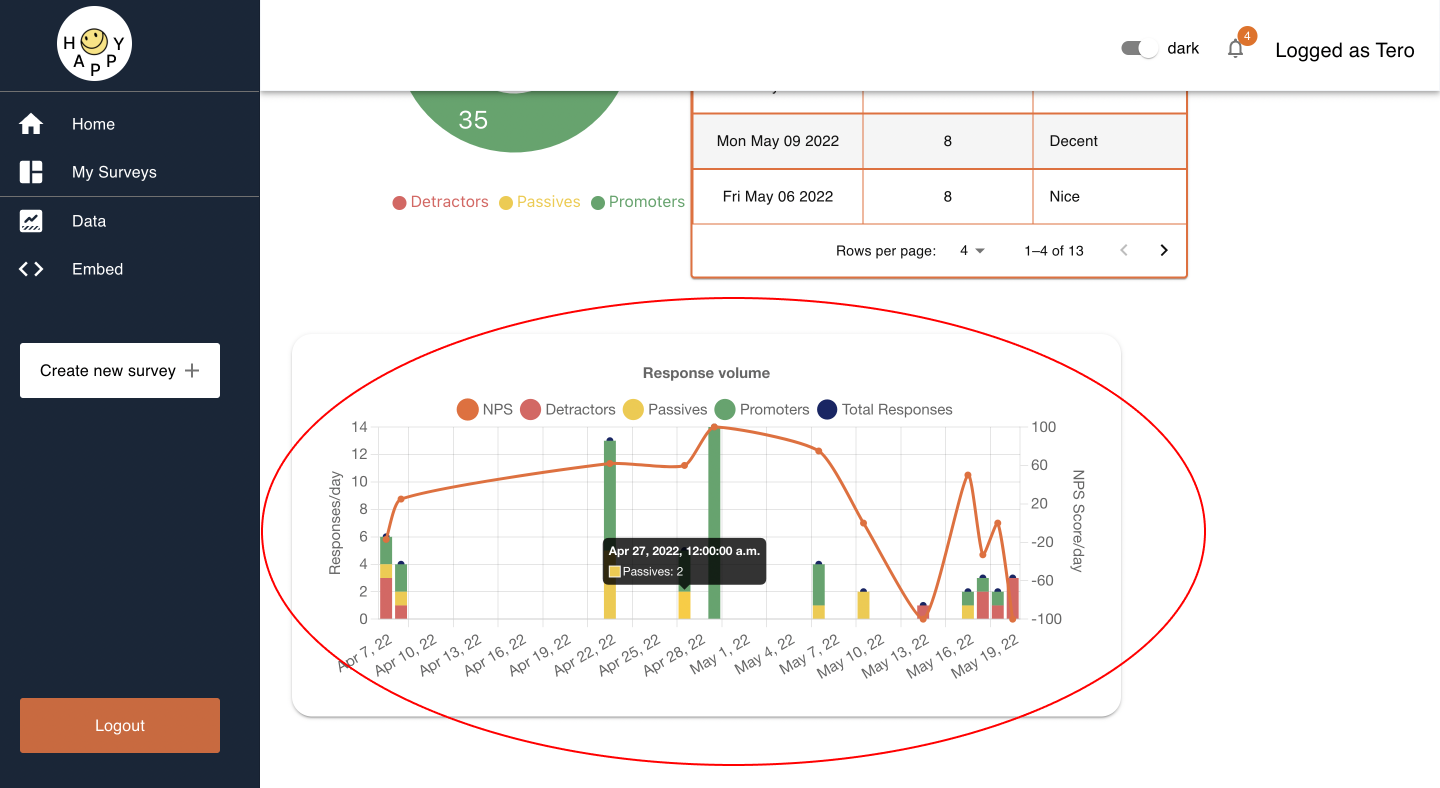 H Y
A P P
dark
4
Logged as Tero
Home
My Surveys
Data
Embed
Create new survey
Logout
35
Detractors Passives Promoters
Mon May 09 2022 8 Decent
Fri May 06 2022 8 Nice
Rows per page: 4 1–4 of 13
Response volume
NPS Detractors Passives Promoters Total Responses
14
12
10
8
6
4
2
0
Responses/day
100
60
20
-20
-60
-100
NPS Score/day
Apr 27, 2022, 12:00:00 a.m.
Passives: 2
Apr 7, 22
Apr 10, 22
Apr 13, 22
Apr 16, 22
Apr 19, 22
Apr 22, 22
Apr 25, 22
Apr 28, 22
May 1, 22
May 4, 22
May 7, 22
May 10, 22
May 13, 22
May 16, 22
May 19, 22